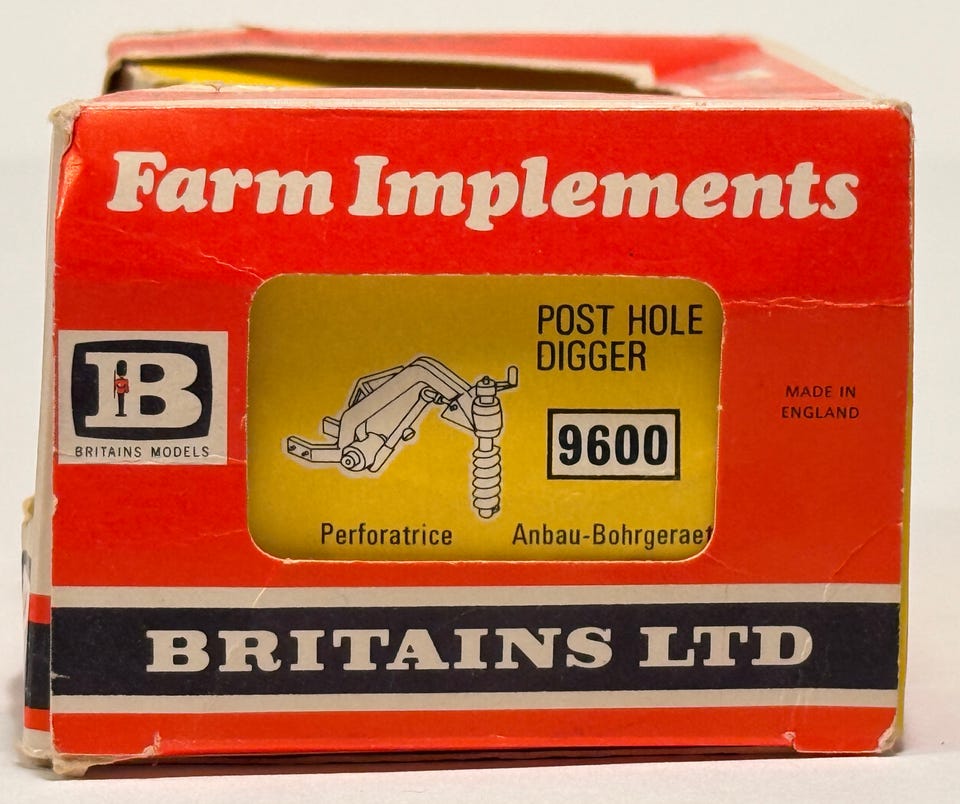 Farm Implements
POST HOLE
DIGGER
B
BRITAINS MODELS
9600
MADE IN
ENGLAND
Perforatrice
Anbau-Bohrgeraet
BRITAINS LTD